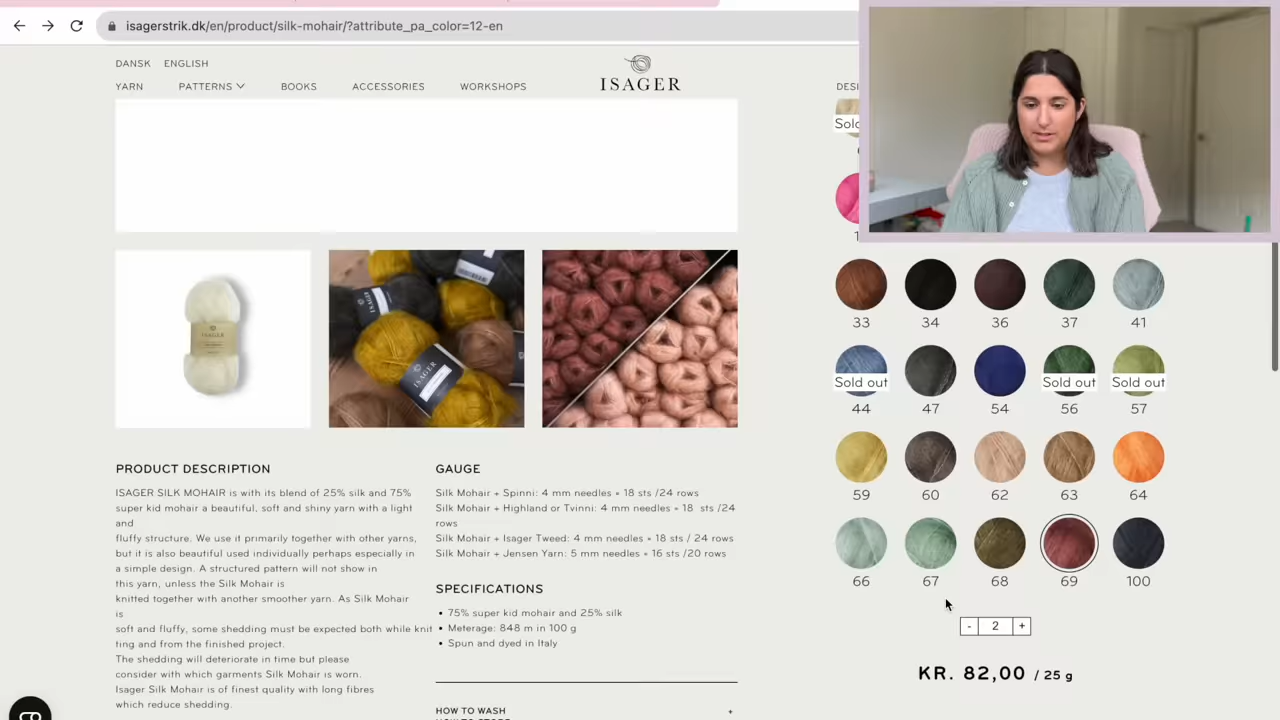 isagerstrik.dk/en/product/silk-mohair/?attribute_pa_color=12-en
DANSK ENGLISH
ISAGER
YARN PATTERNS BOOKS ACCESSORIES WORKSHOPS
Sold
33 34 36 37 41
Sold out Sold out Sold out
44 47 54 56 57
59 60 62 63 64
66 67 68 69 100
- 2 +
KR. 82,00 / 25 g
ISAGER
ISAGER
PRODUCT DESCRIPTION
ISAGER SILK MOHAIR is with its blend of 25% silk and 75%
super kid mohair a beautiful, soft and shiny yarn with a light
and
fluffy structure. We use it primarily together with other yarns,
but it is also beautiful used individually perhaps especially in
a simple design. A structured pattern will not show in
this yarn, unless the Silk Mohair is
knitted together with another smoother yarn. As Silk Mohair
is
soft and fluffy, some shedding must be expected both while knit
ting and from the finished project.
The shedding will deteriorate in time but please
consider with which garments Silk Mohair is worn.
Isager Silk Mohair is of finest quality with long fibres
which reduce shedding.
GAUGE
Silk Mohair + Spinni: 4 mm needles = 18 sts /24 rows
Silk Mohair + Highland or Tvinni: 4 mm needles = 18 sts /24
rows
Silk Mohair + Isager Tweed: 4 mm needles = 18 sts / 24 rows
Silk Mohair + Jensen Yarn: 5 mm needles = 16 sts /20 rows
SPECIFICATIONS
• 75% super kid mohair and 25% silk
• Meterage: 848 m in 100 g
• Spun and dyed in Italy
HOW TO WASH +